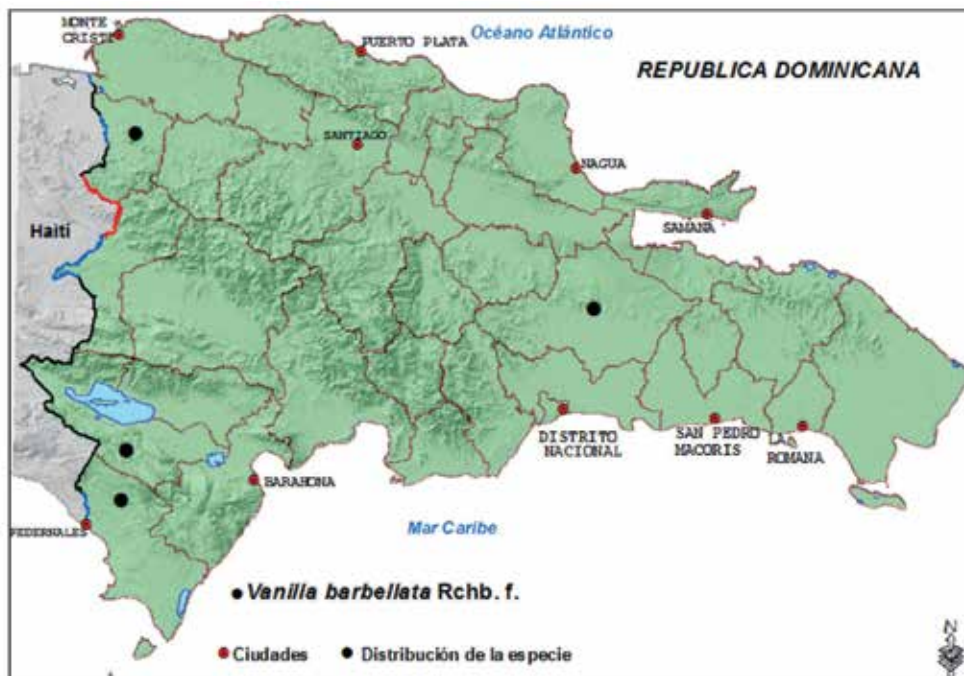 MONTE
CRISTI
PUERTO PLATA
Océano Atlántico
REPUBLICA DOMINICANA
SANTIAGO
NAGUA
SAMANA
Haití
DISTRITO
NACIONAL
SAN PEDRO
MACORIS
LA
ROMANA
BARAHONA
PEDERNALES
Mar Caribe
Vanilla barbellata Rchb. f.
Ciudades
Distribución de la especie
N